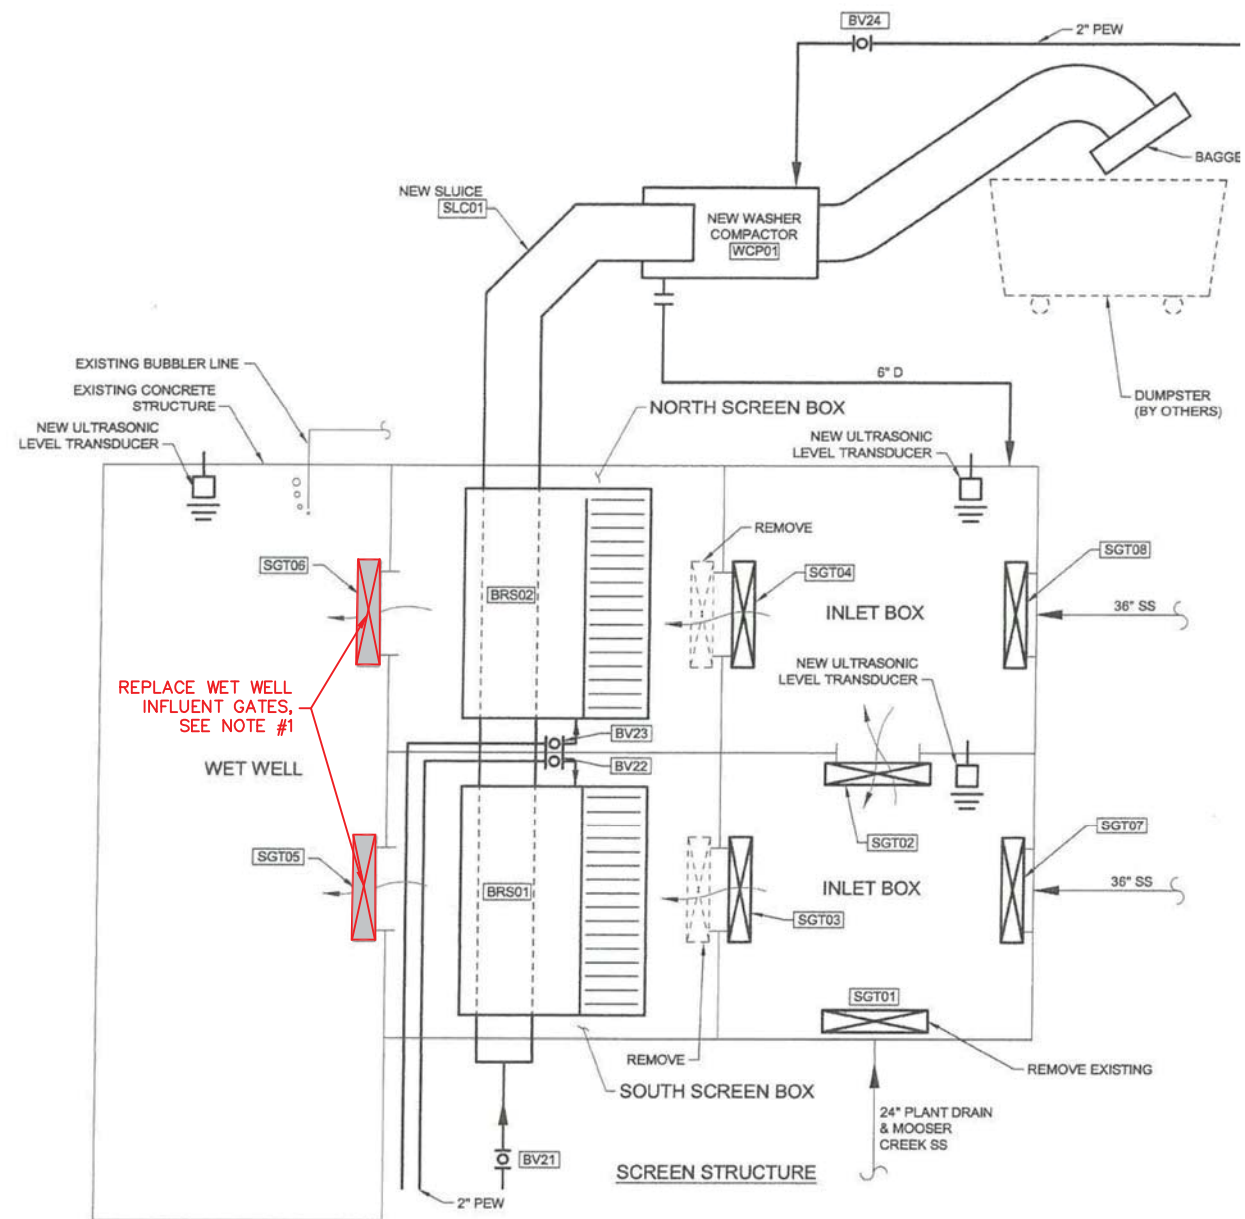 BV24
2" PEW
BAGGE
NEW SLUICE
SLC01
NEW WASHER
COMPACTOR
WCP01
EXISTING BUBBLER LINE
EXISTING CONCRETE
STRUCTURE
NEW ULTRASONIC
LEVEL TRANSDUCER
6" D
DUMPSTER
(BY OTHERS)
NORTH SCREEN BOX
NEW ULTRASONIC
LEVEL TRANSDUCER
REMOVE
SGT06
BRS02
SGT04
SGT08
INLET BOX
36" SS
NEW ULTRASONIC
LEVEL TRANSDUCER
REPLACE WET WELL
INFLUENT GATES,
SEE NOTE #1
WET WELL
BV23
BV22
SGT02
SGT07
SGT05
BRS01
SGT03
INLET BOX
36" SS
SGT01
REMOVE
REMOVE EXISTING
SOUTH SCREEN BOX
24" PLANT DRAIN
& MOOSER
CREEK SS
BV21
SCREEN STRUCTURE
2" PEW